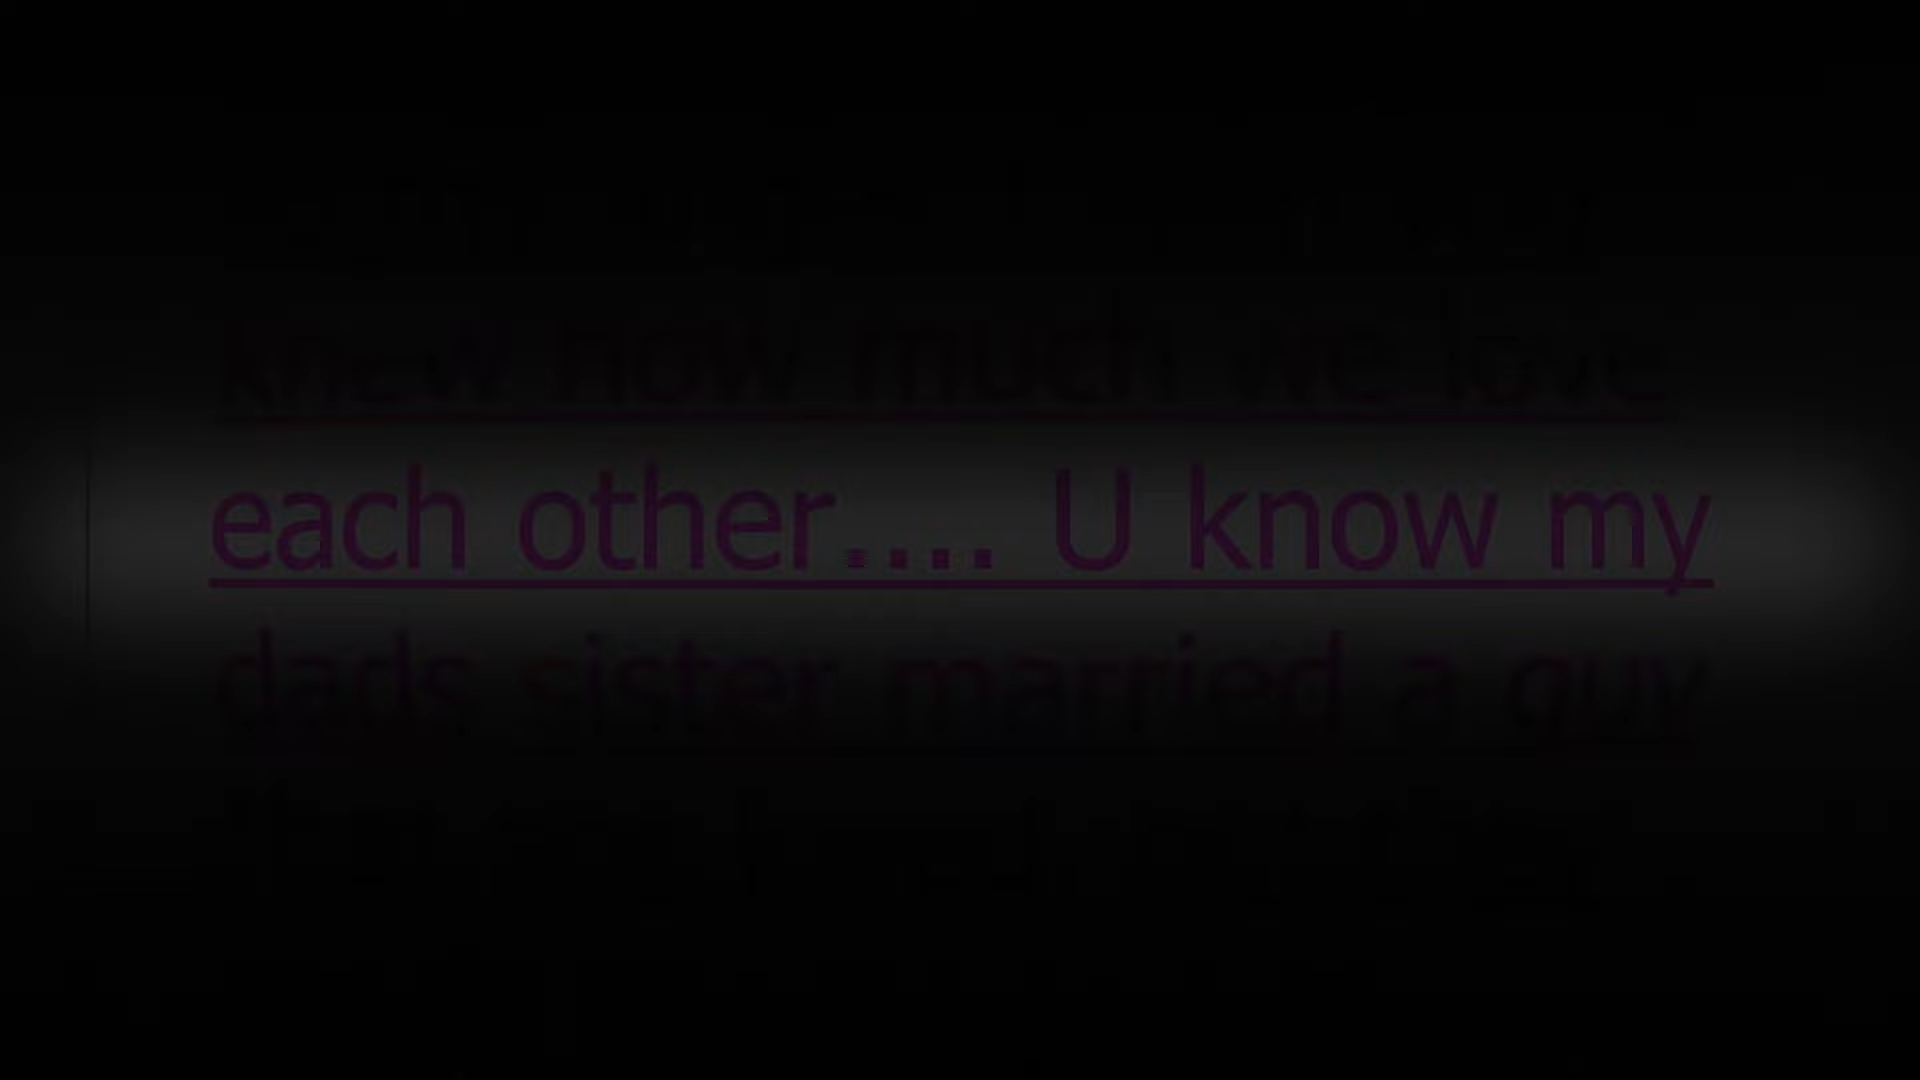 knew how much we love
each other.... U know my
dads sister married a guy